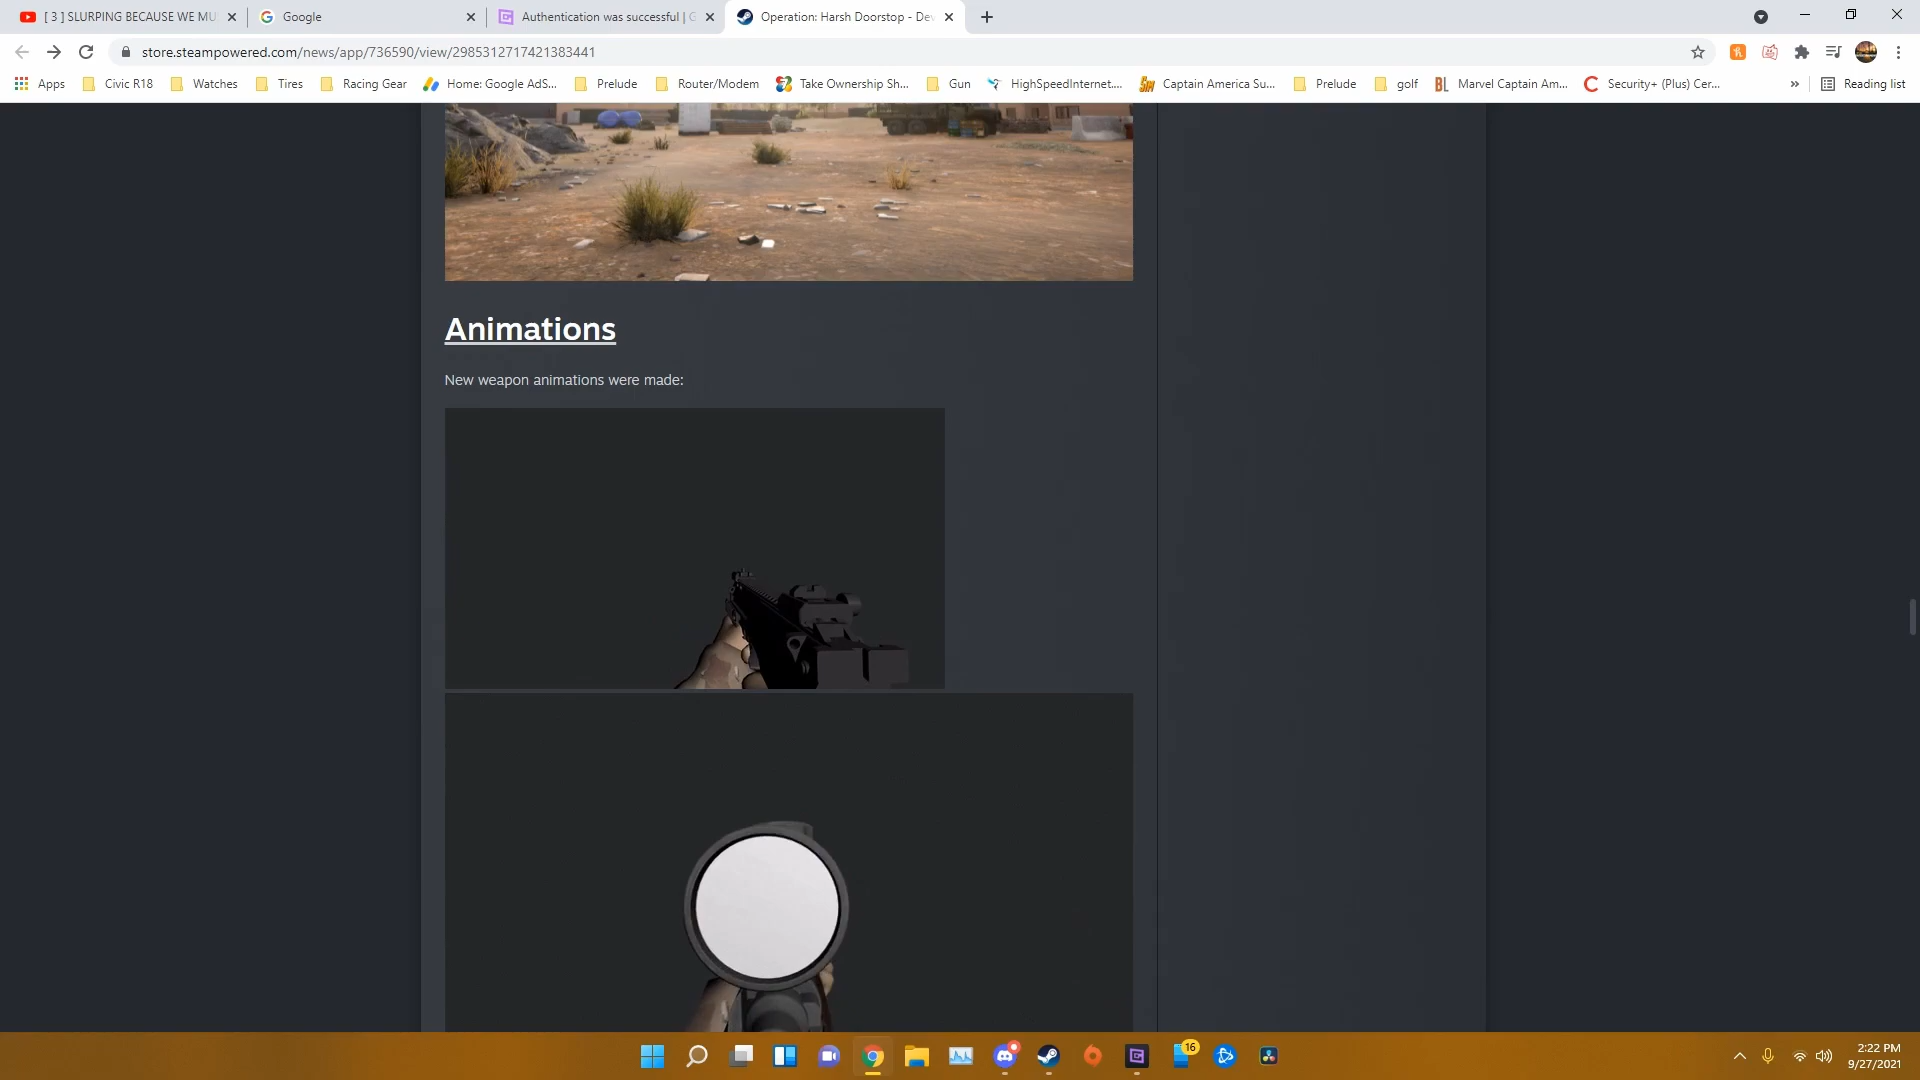 [ 3 ] SLURPING BECAUSE WE MU
Google
Authentication was successful | G
Operation: Harsh Doorstop - Dev
store.steampowered.com/news/app/736590/view/2985312717421383441
Apps
Civic R18
Watches
Tires
Racing Gear
Home: Google AdS...
Prelude
Router/Modem
Take Ownership Sh...
Gun
HighSpeedInternet....
Captain America Su...
Prelude
golf
BL
Marvel Captain Am...
Security+ (Plus) Cer...
»
Reading list
Animations
New weapon animations were made:
16
2:22 PM
9/27/2021